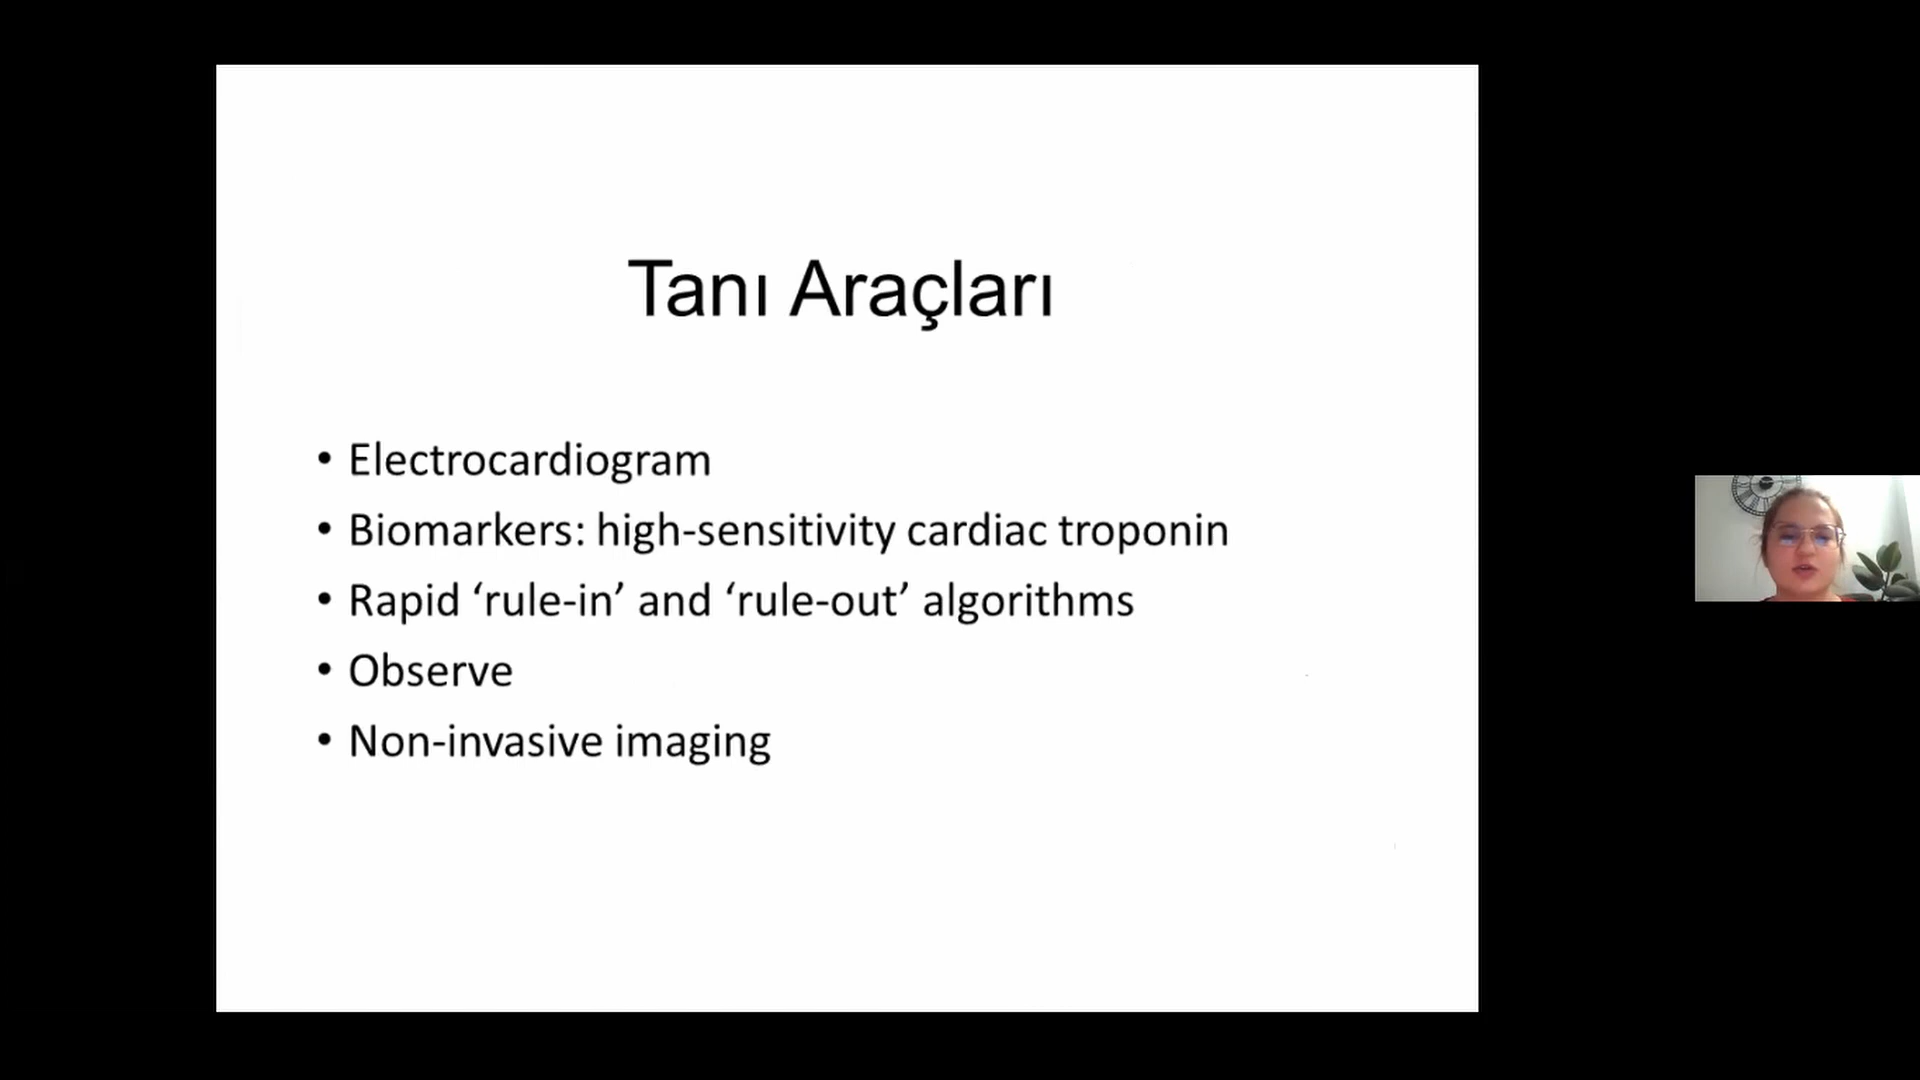 Tanı Araçları
• Electrocardiogram
• Biomarkers: high-sensitivity cardiac troponin
• Rapid ‘rule-in’ and ‘rule-out’ algorithms
• Observe
• Non-invasive imaging